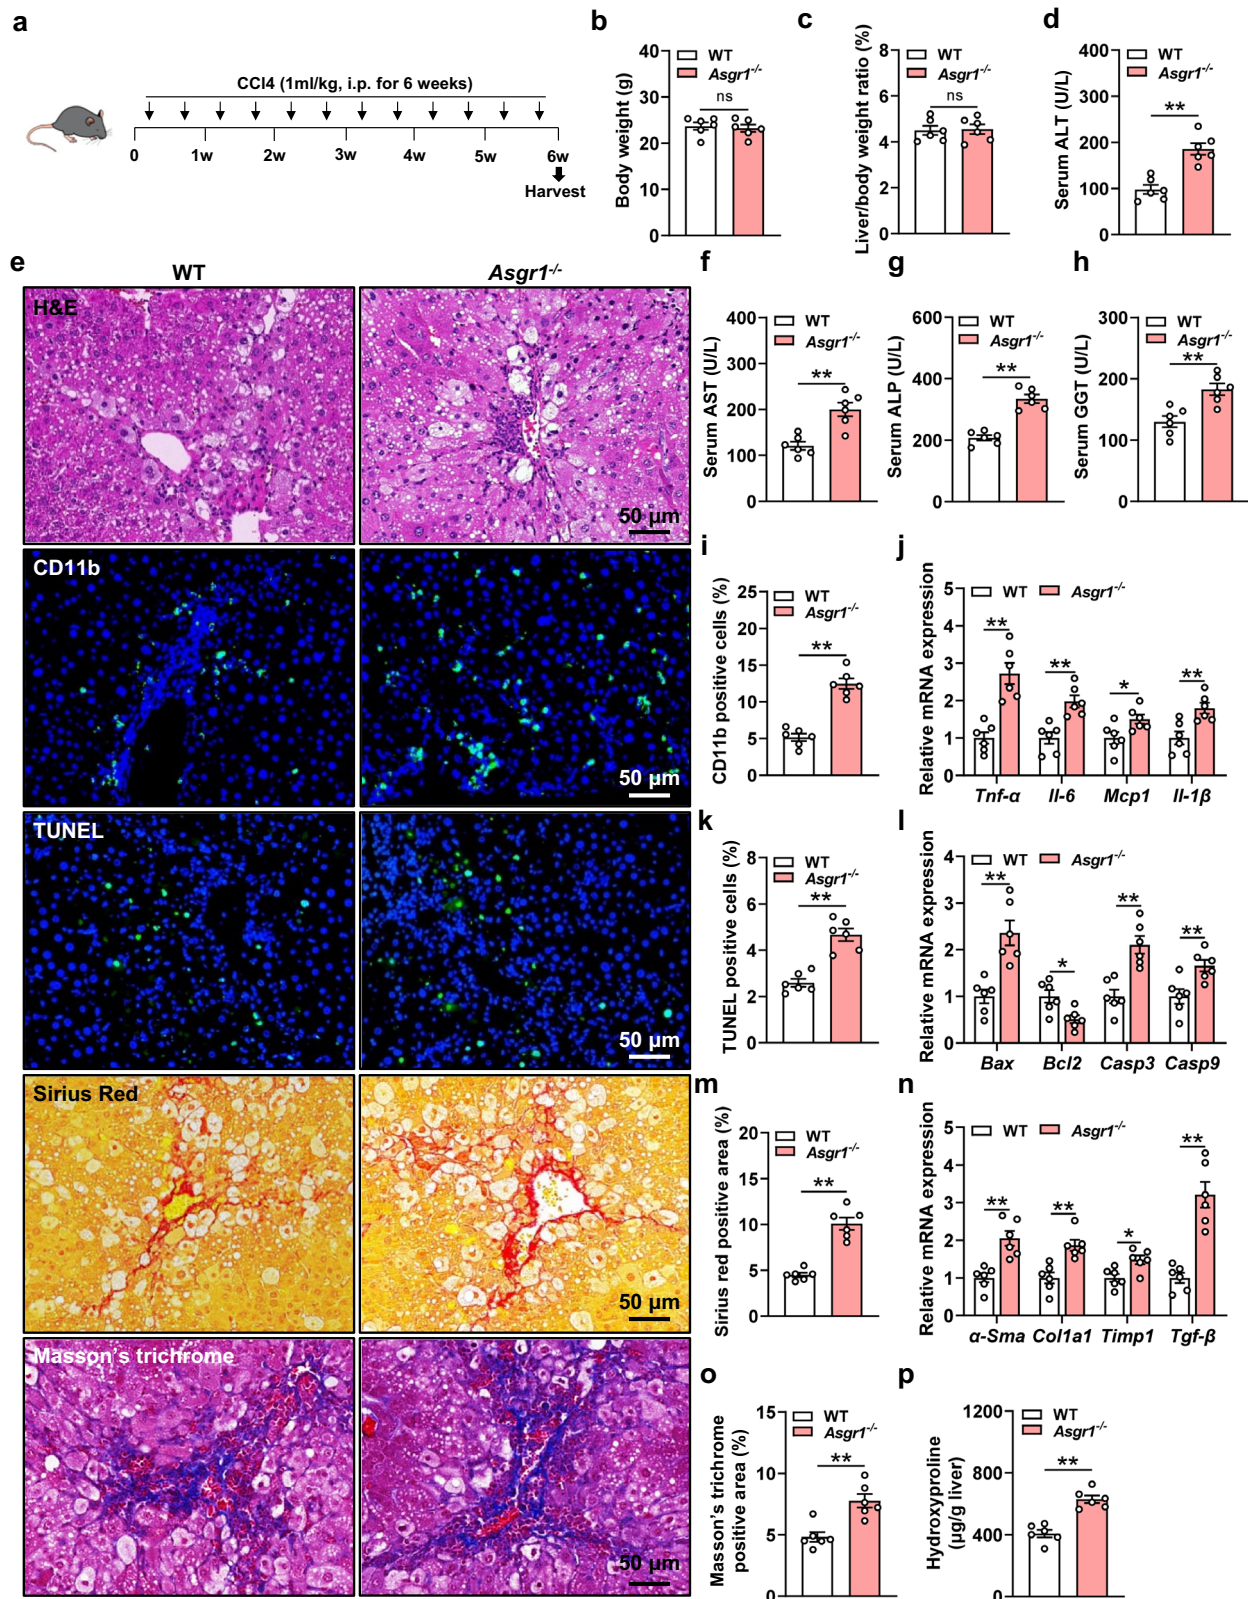 a
CCl4 (1ml/kg, i.p. for 6 weeks)
0 1w 2w 3w 4w 5w 6w
Harvest
b
Body weight (g)
40
30
20
10
0
WT
Asgr1-/-
ns
c
Liver/body weight ratio (%)
8
6
4
2
0
WT
Asgr1-/-
ns
d
Serum ALT (U/L)
400
300
200
100
0
WT
Asgr1-/-
**
e
WT Asgr1-/-
H&E
50 µm
CD11b
50 µm
TUNEL
50 µm
Sirius Red
50 µm
Masson's trichrome
50 µm
f
Serum AST (U/L)
400
300
200
100
0
WT
Asgr1-/-
**
g
Serum ALP (U/L)
600
400
200
0
WT
Asgr1-/-
**
h
Serum GGT (U/L)
300
200
100
0
WT
Asgr1-/-
**
i
CD11b positive cells (%)
25
20
15
10
5
0
WT
Asgr1-/-
**
j
Relative mRNA expression
5
4
3
2
1
0
WT Asgr1-/-
** ** * **
Tnf-α Il-6 Mcp1 Il-1β
k
TUNEL positive cells (%)
8
6
4
2
0
WT
Asgr1-/-
**
l
Relative mRNA expression
4
3
2
1
0
WT Asgr1-/-
** * ** **
Bax Bcl2 Casp3 Casp9
m
Sirius red positive area (%)
20
15
10
5
0
WT
Asgr1-/-
**
n
Relative mRNA expression
5
4
3
2
1
0
WT Asgr1-/-
** ** * **
α-Sma Col1a1 Timp1 Tgf-β
o
Masson's trichrome
positive area (%)
15
10
5
0
WT
Asgr1-/-
**
p
Hydroxyproline
(µg/g liver)
1200
800
400
0
WT
Asgr1-/-
**